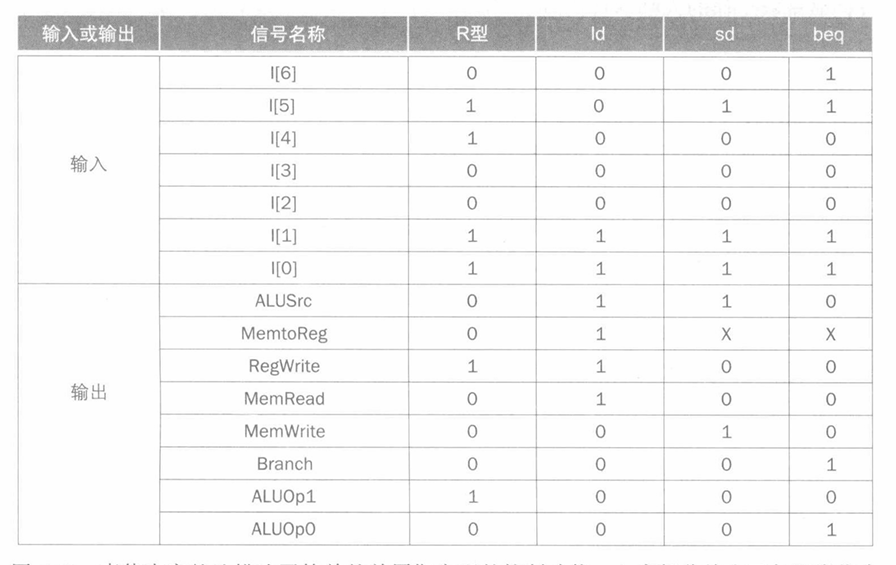 输入或输出 信号名称 R型 ld sd beq
I[6] 0 0 0 1
I[5] 1 0 1 1
I[4] 1 0 0 0
输入 I[3] 0 0 0 0
I[2] 0 0 0 0
I[1] 1 1 1 1
I[0] 1 1 1 1
ALUSrc 0 1 1 0
MemtoReg 0 1 X X
RegWrite 1 1 0 0
输出 MemRead 0 1 0 0
MemWrite 0 0 1 0
Branch 0 0 0 1
ALUOp1 1 0 0 0
ALUOp0 0 0 0 1